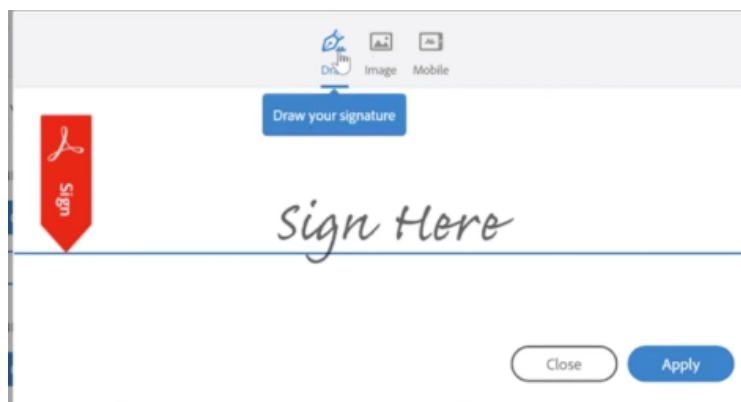 Image
Mobile
Draw your signature
Sign
Sign Here
Close
Apply